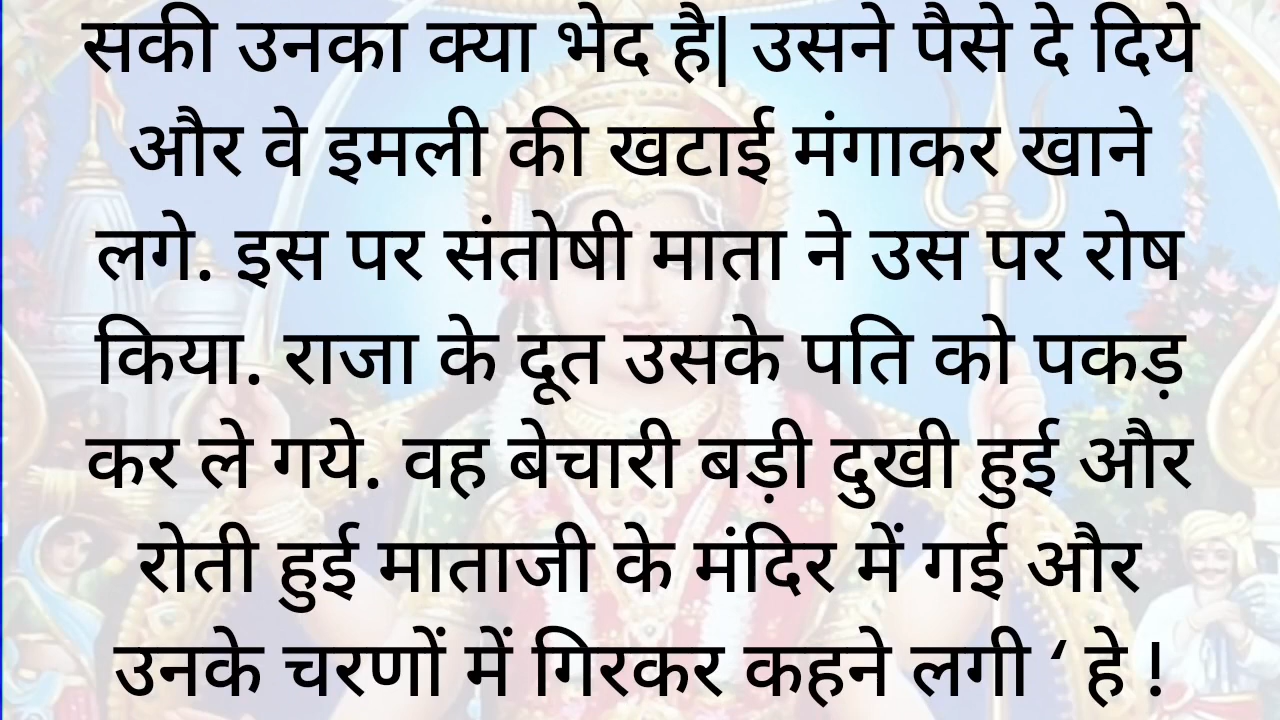 सकी उनका क्या भेद है| उसने पैसे दे दिये
और वे इमली की खटाई मंगाकर खाने
लगे. इस पर संतोषी माता ने उस पर रोष
किया. राजा के दूत उसके पति को पकड़
कर ले गये. वह बेचारी बड़ी दुखी हुई और
रोती हुई माताजी के मंदिर में गई और
उनके चरणों में गिरकर कहने लगी ‘ हे !